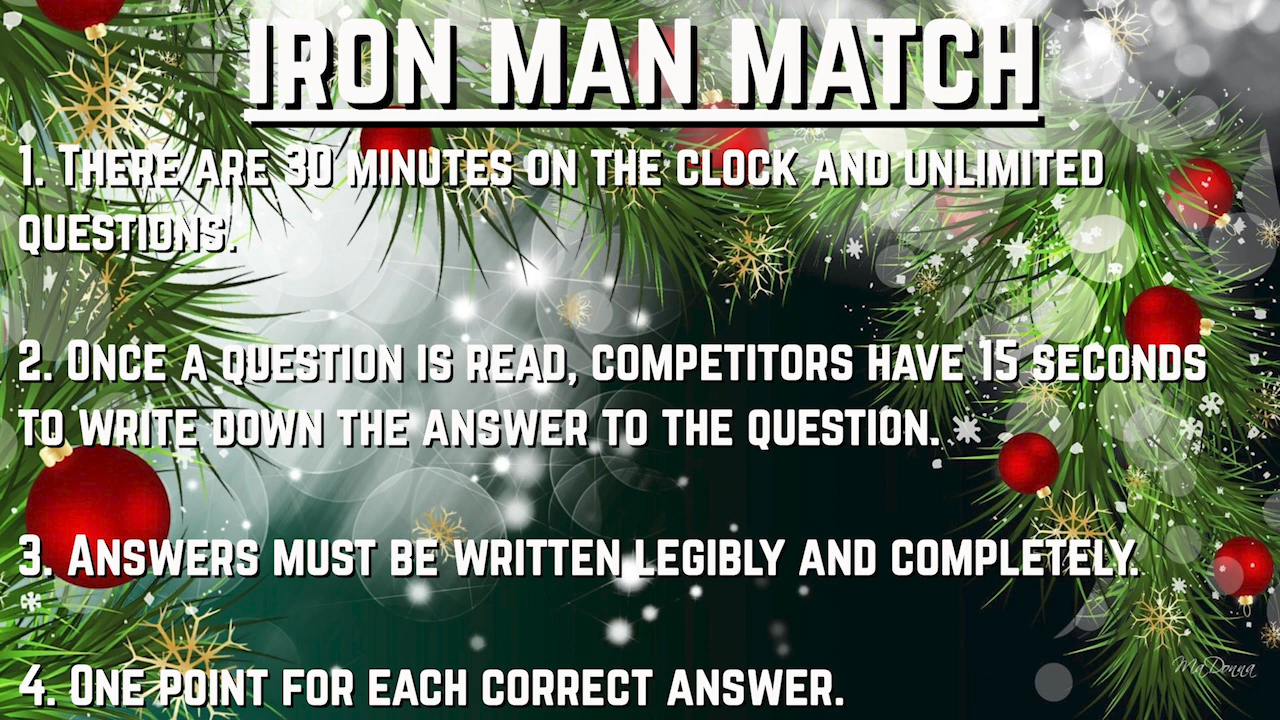 IRON MAN MATCH
1. There are 30 minutes on the clock and unlimited
questions.
2. Once a question is read, competitors have 15 seconds
to write down the answer to the question.
3. Answers must be written legibly and completely.
4. One point for each correct answer.
MaDonna